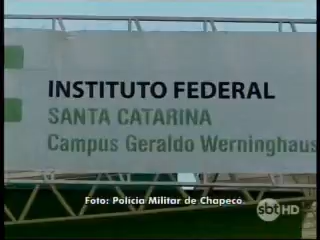 INSTITUTO FEDERAL
SANTA CATARINA
Campus Geraldo Werninghaus
Foto: Polícia Militar de Chapecó
sbt HD